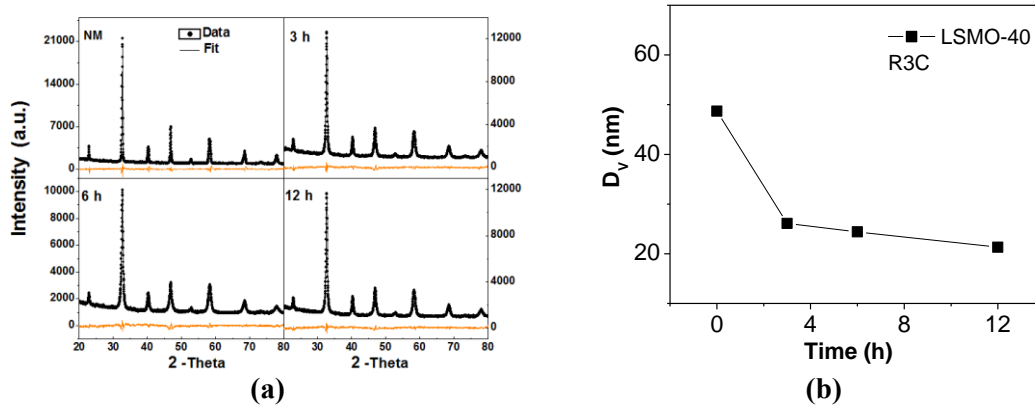 NM
Data
Fit
3 h
6 h
12 h
21000
14000
7000
0
12000
8000
4000
0
10000
8000
6000
4000
2000
0
12000
8000
4000
0
20 30 40 50 60 70 80 30 40 50 60 70 80
Intensity (a.u.)
2 -Theta
2 -Theta
(a)
LSMO-40
R3C
60
40
20
0 4 8 12
Dv (nm)
Time (h)
(b)